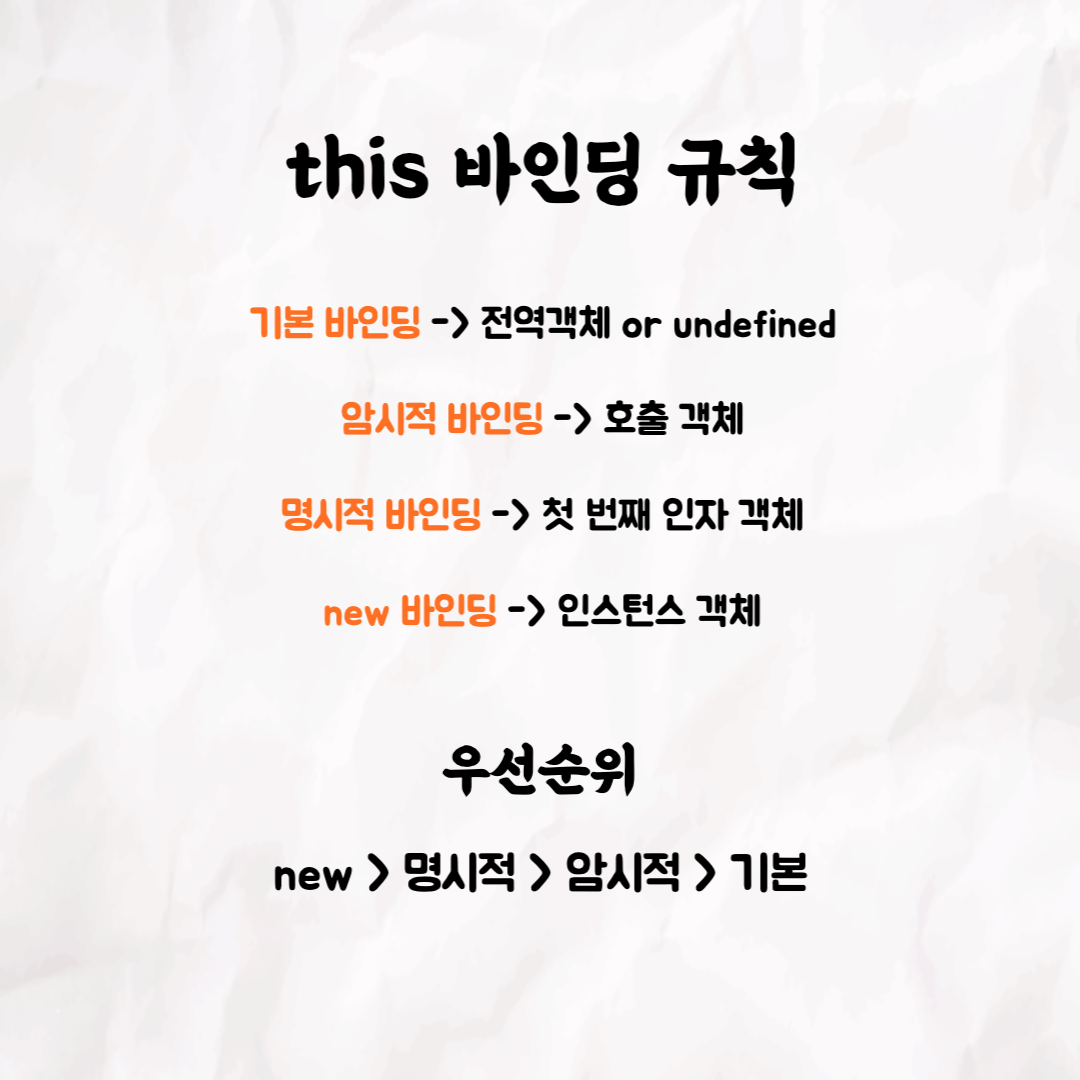 this 바인딩 규칙
기본 바인딩 -> 전역객체 or undefined
암시적 바인딩 -> 호출 객체
명시적 바인딩 -> 첫 번째 인자 객체
new 바인딩 -> 인스턴스 객체
우선순위
new > 명시적 > 암시적 > 기본